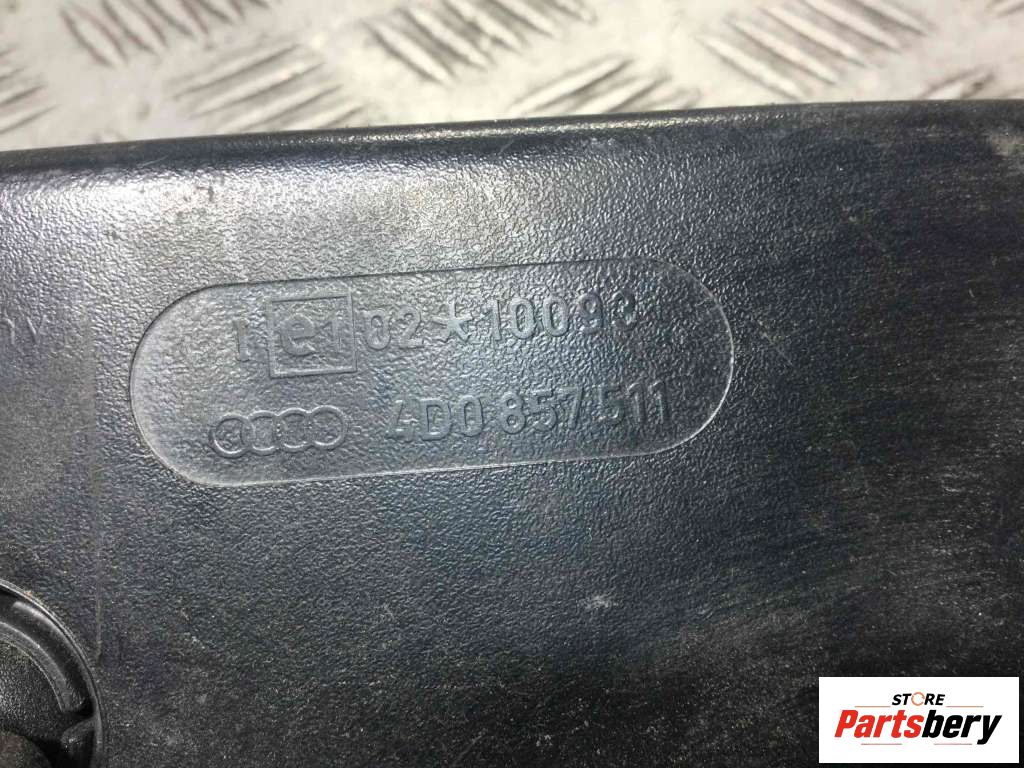 I e1 02*10093
4D0 857 511
STORE
Partsbery